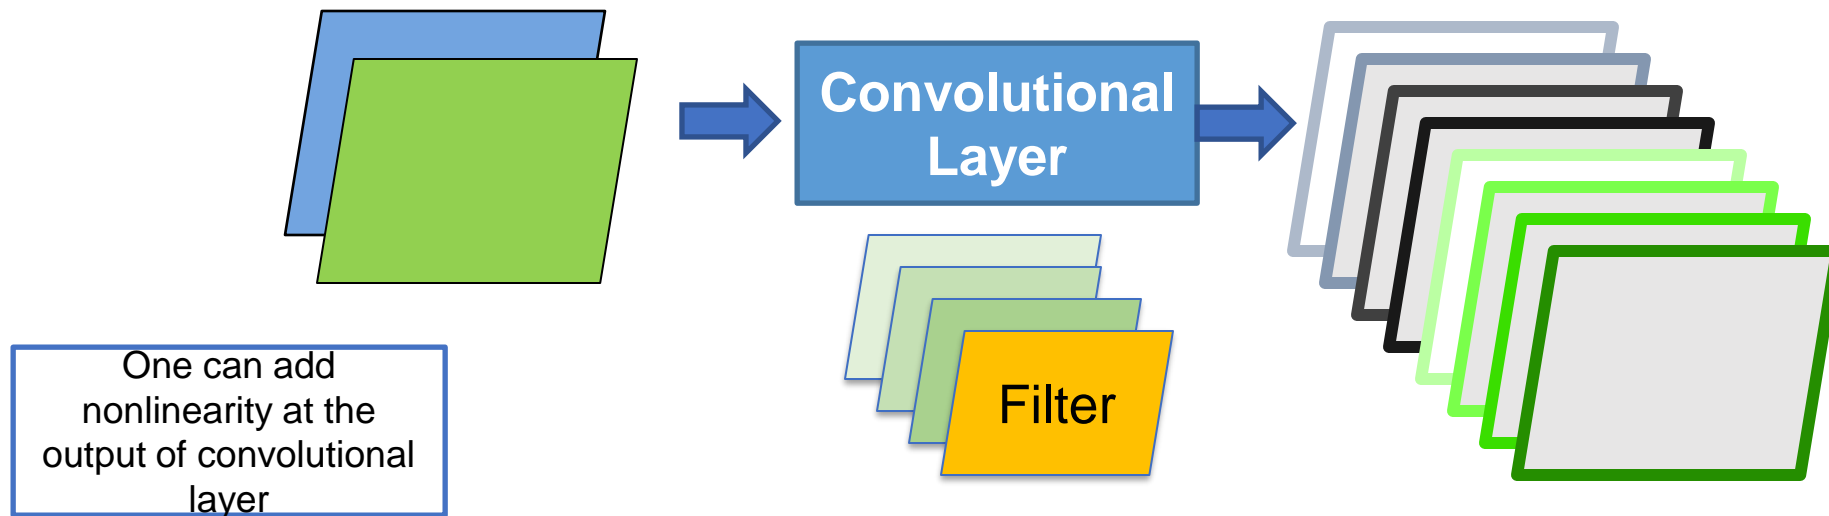 Convolutional
Layer
Filter
One can add
nonlinearity at the
output of convolutional
layer